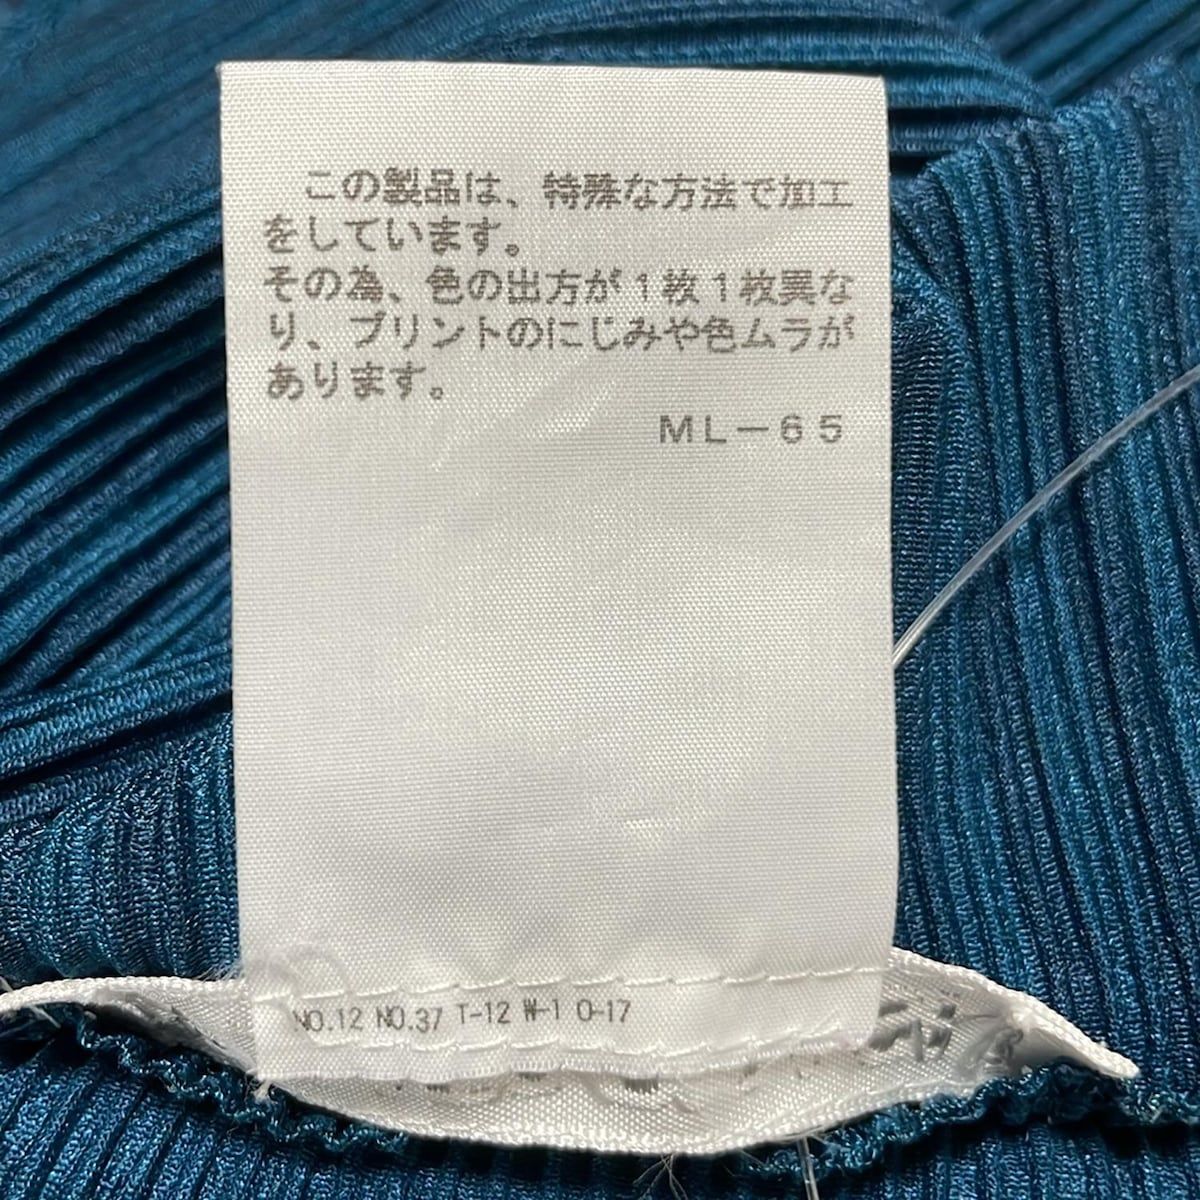 この製品は、特殊な方法で加工
をしています。
その為、色の出方が１枚１枚異な
り、プリントのにじみや色ムラが
あります。
ＭＬ－６５
NO.12 NO.37 T-12 W-1 O-17